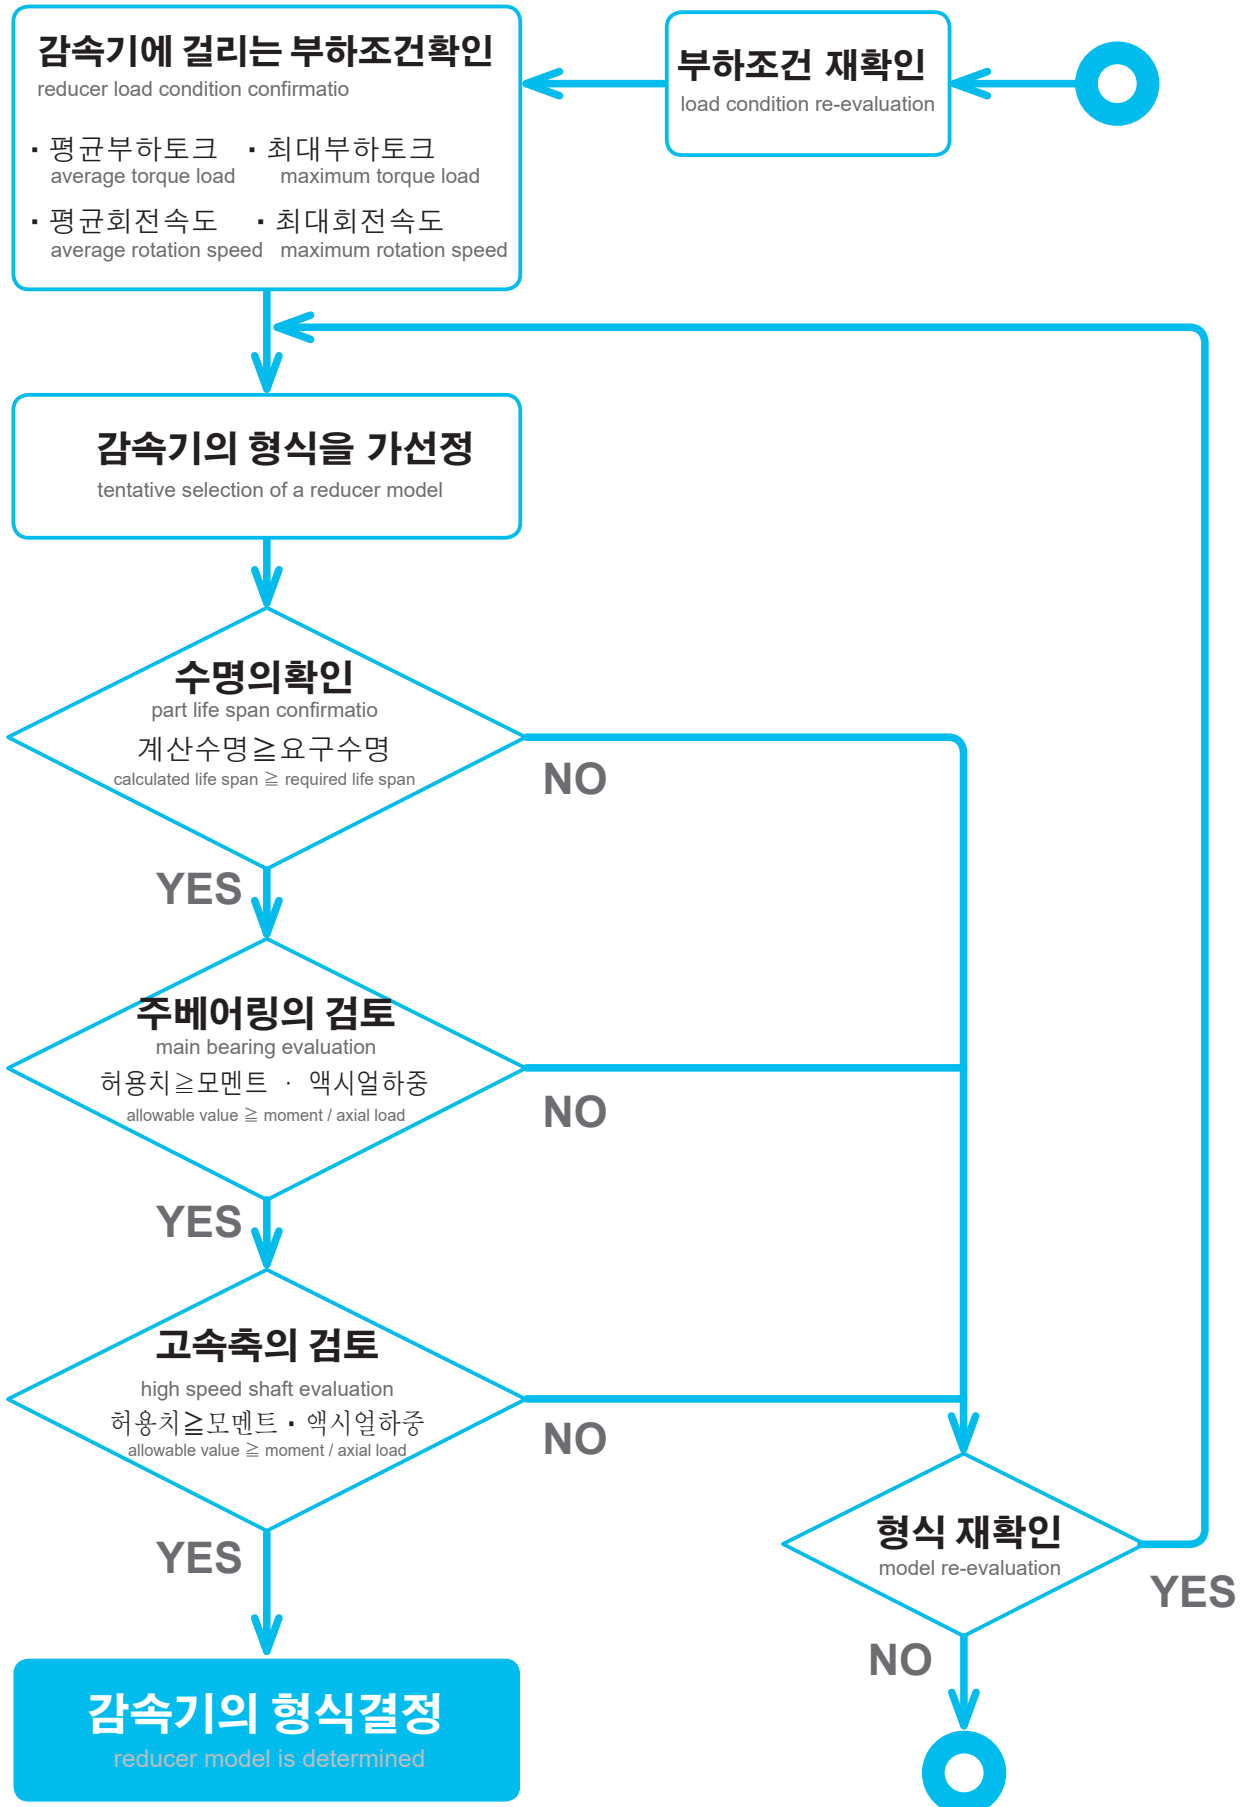 감속기에 걸리는 부하조건확인
reducer load condition confirmatio
· 평균부하토크 · 최대부하토크
average torque load maximum torque load
· 평균회전속도 · 최대회전속도
average rotation speed maximum rotation speed
부하조건 재확인
load condition re-evaluation
감속기의 형식을 가선정
tentative selection of a reducer model
수명의확인
part life span confirmatio
계산수명≧요구수명
calculated life span ≧ required life span
NO
YES
주베어링의 검토
main bearing evaluation
허용치≧모멘트 · 액시얼하중
allowable value ≧ moment / axial load
NO
YES
고속축의 검토
high speed shaft evaluation
허용치≧모멘트 · 액시얼하중
allowable value ≧ moment / axial load
NO
YES
형식 재확인
model re-evaluation
YES
NO
감속기의 형식결정
reducer model is determined